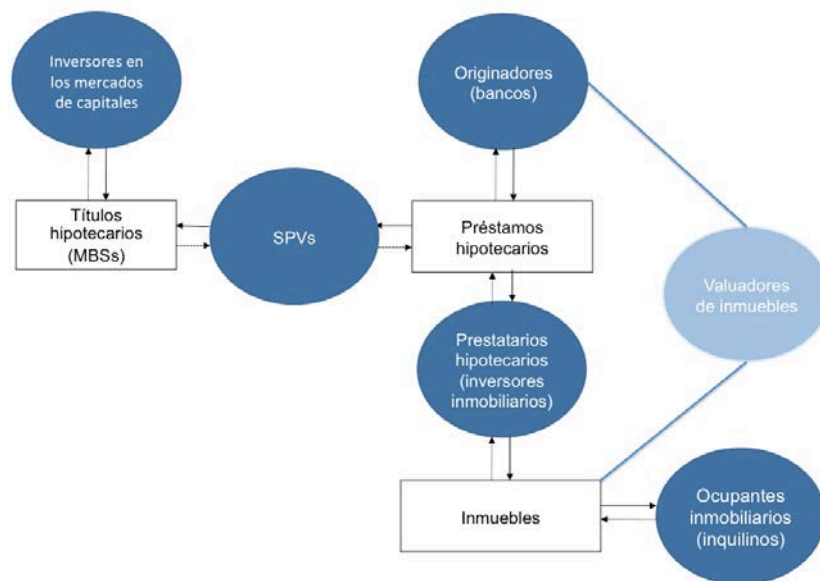 Inversores en
los mercados
de capitales
Originadores
(bancos)
Títulos
hipotecarios
(MBSs)
SPVs
Préstamos
hipotecarios
Valuadores
de inmuebles
Prestatarios
hipotecarios
(inversores
inmobiliarios)
Inmuebles
Ocupantes
inmobiliarios
(inquilinos)